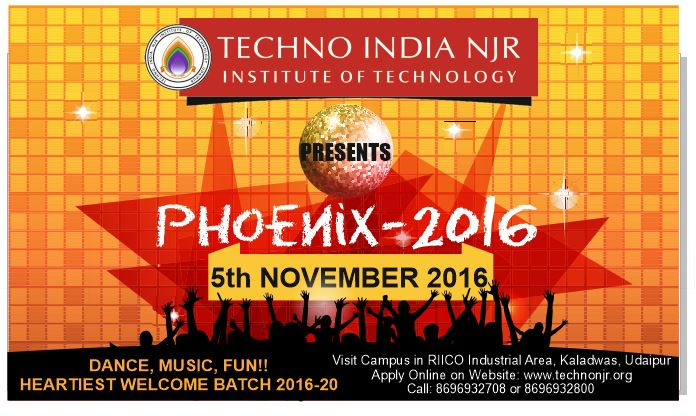 TECHNO INDIA NJR
INSTITUTE OF TECHNOLOGY
PRESENTS
PHOENiX-2016
5th NOVEMBER 2016
DANCE, MUSIC, FUN!!
HEARTIEST WELCOME BATCH 2016-20
Visit Campus in RIICO Industrial Area, Kaladwas, Udaipur
Apply Online on Website: www.technonjr.org
Call: 8696932708 or 8696932800